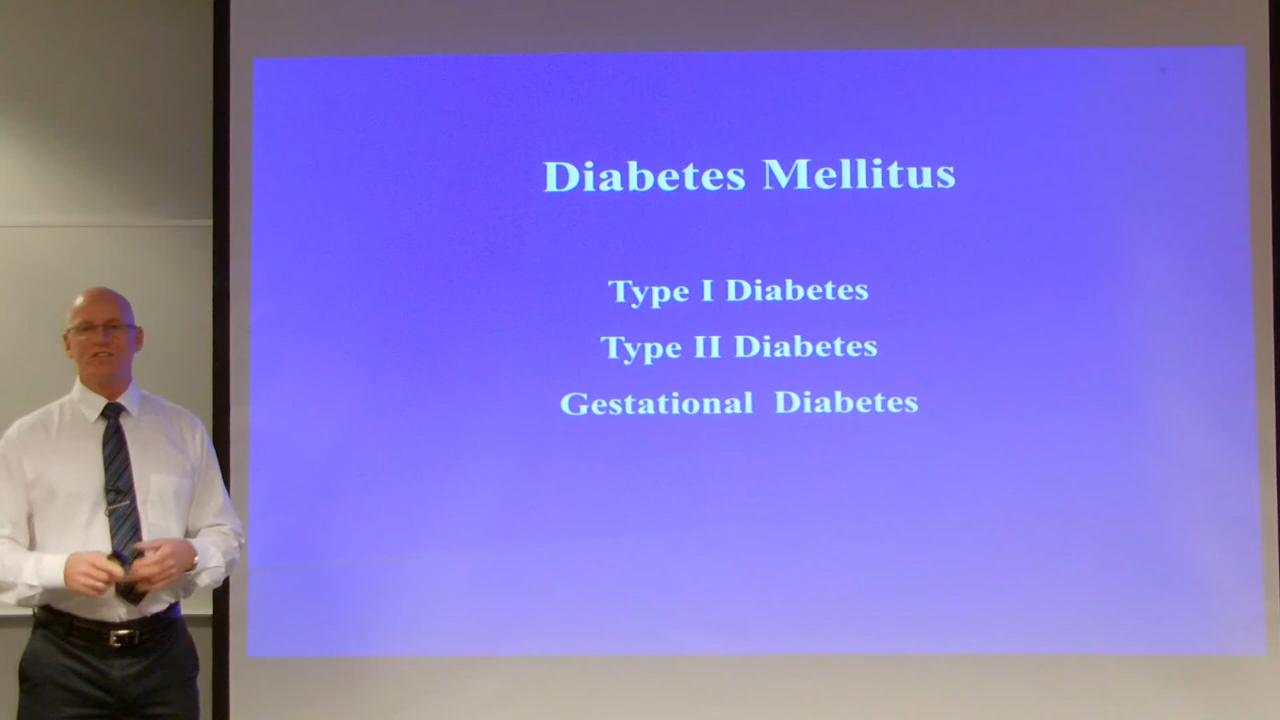 Diabetes Mellitus
Type I Diabetes
Type II Diabetes
Gestational Diabetes